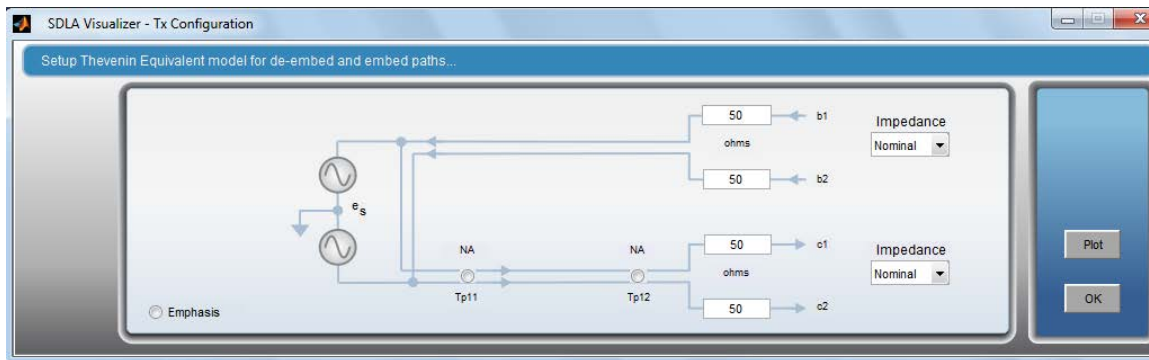 SDLA Visualizer - Tx Configuration
Setup Thevenin Equivalent model for de-embed and embed paths...
50
b1
ohms
Impedance
Nominal
50
b2
es
50
c1
ohms
Impedance
Nominal
50
c2
NA
NA
Tp11
Tp12
Emphasis
Plot
OK